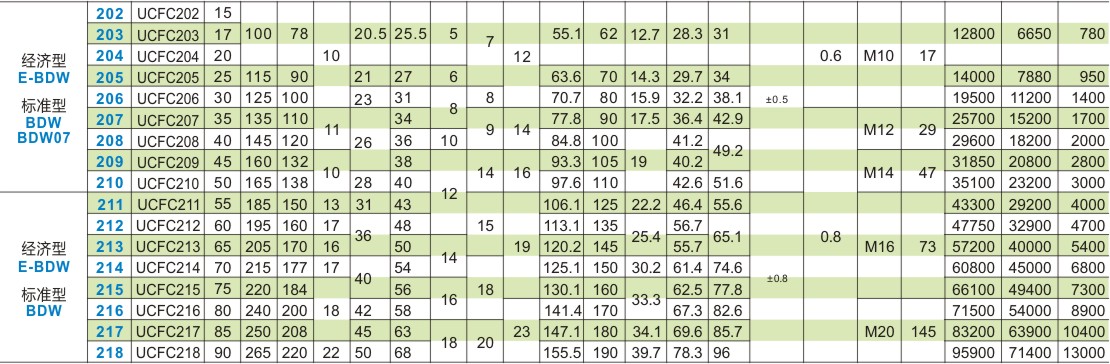 202 UCFC202 15
203 UCFC203 17 100 78 20.5 25.5 5 7 55.1 62 12.7 28.3 31 12800 6650 780
经济型 204 UCFC204 20 10 12 0.6 M10 17
E-BDW 205 UCFC205 25 115 90 21 27 6 63.6 70 14.3 29.7 34 14000 7880 950
标准型 206 UCFC206 30 125 100 23 31 8 8 70.7 80 15.9 32.2 38.1 ±0.5 19500 11200 1400
BDW 207 UCFC207 35 135 110 11 34 9 14 77.8 90 17.5 36.4 42.9 M12 29 25700 15200 1700
BDW07 208 UCFC208 40 145 120 26 36 10 84.8 100 41.2 49.2 29600 18200 2000
209 UCFC209 45 160 132 10 38 14 16 93.3 105 19 40.2 M14 47 31850 20800 2800
210 UCFC210 50 165 138 28 40 12 97.6 110 42.6 51.6 35100 23200 3000
211 UCFC211 55 185 150 13 31 43 106.1 125 22.2 46.4 55.6 43300 29200 4000
212 UCFC212 60 195 160 17 36 48 15 113.1 135 25.4 56.7 65.1 0.8 47750 32900 4700
经济型 213 UCFC213 65 205 170 16 50 14 19 120.2 145 55.7 M16 73 57200 40000 5400
E-BDW 214 UCFC214 70 215 177 17 40 54 125.1 150 30.2 61.4 74.6 ±0.8 60800 45000 6800
标准型 215 UCFC215 75 220 184 56 16 18 130.1 160 33.3 62.5 77.8 66100 49400 7300
BDW 216 UCFC216 80 240 200 18 42 58 141.4 170 67.3 82.6 71500 54000 8900
217 UCFC217 85 250 208 45 63 18 20 23 147.1 180 34.1 69.6 85.7 M20 145 83200 63900 10400
218 UCFC218 90 265 220 22 50 68 155.5 190 39.7 78.3 96 95900 71400 13000